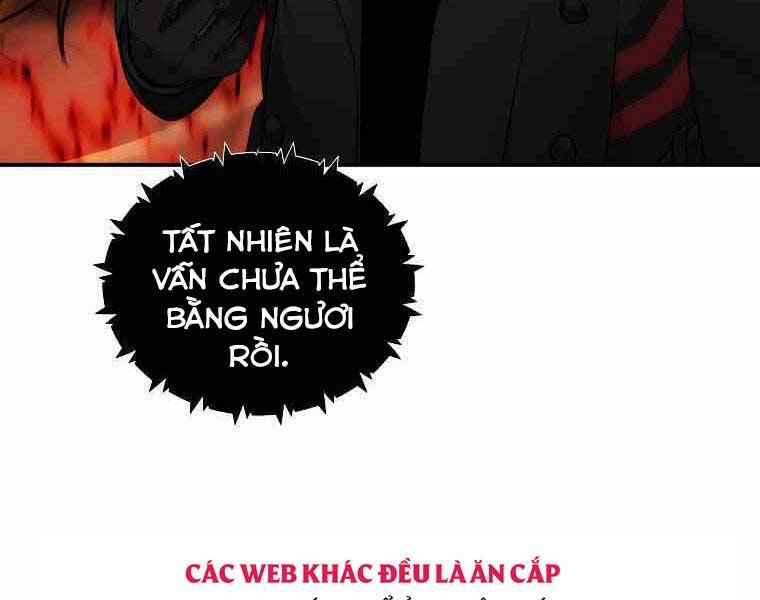 TẤT NHIÊN LÀ
VẪN CHƯA THỂ
BẰNG NGƯƠI
RỒI.
CÁC WEB KHÁC ĐỀU LÀ ĂN CẮP